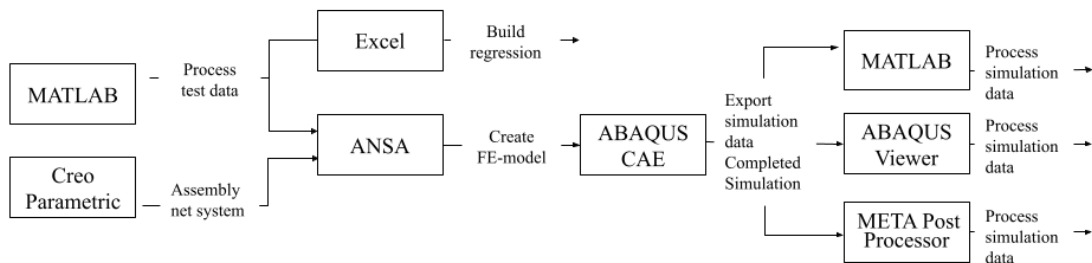 MATLAB
Process
test data
Creo
Parametric
Assembly
net system
Excel
Build
regression
ANSA
Create
FE-model
ABAQUS
CAE
Export
simulation
data
Completed
Simulation
MATLAB
Process
simulation
data
ABAQUS
Viewer
Process
simulation
data
META Post
Processor
Process
simulation
data